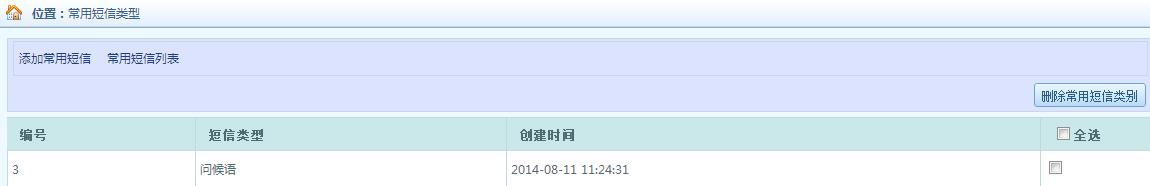 位置：常用短信类型
添加常用短信 常用短信列表
删除常用短信类别
编号 短信类型 创建时间 全选
3 问候语 2014-08-11 11:24:31